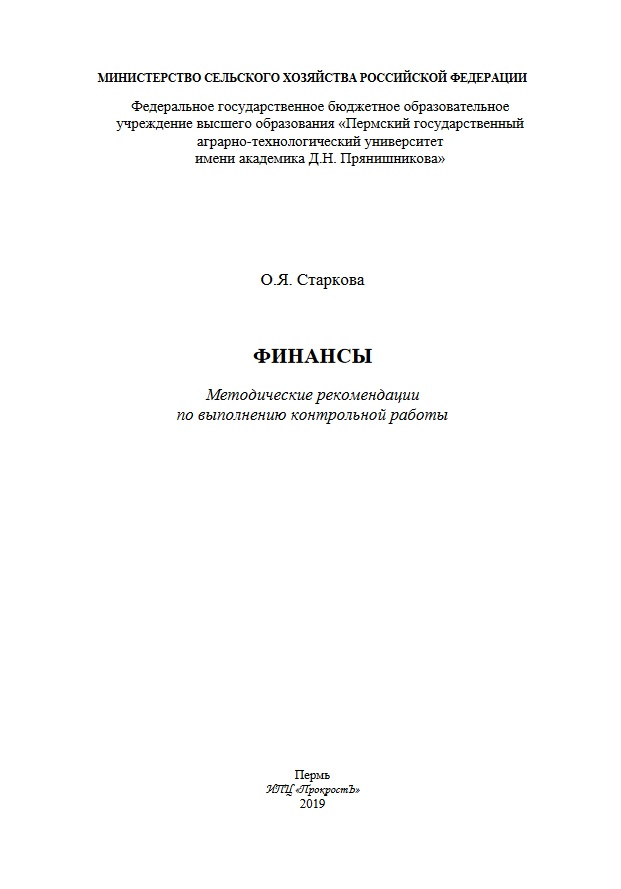 МИНИСТЕРСТВО СЕЛЬСКОГО ХОЗЯЙСТВА РОССИЙСКОЙ ФЕДЕРАЦИИ
Федеральное государственное бюджетное образовательное
учреждение высшего образования «Пермский государственный
аграрно-технологический университет
имени академика Д.Н. Прянишникова»
О.Я. Старкова
ФИНАНСЫ
Методические рекомендации
по выполнению контрольной работы
Пермь
ИПЦ «ПрокростЪ»
2019